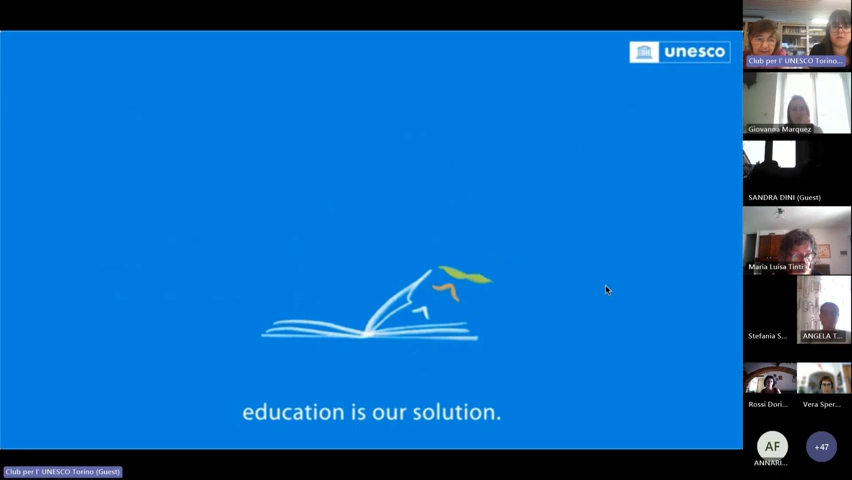 unesco
education is our solution.
Club per l' UNESCO Torino (Guest)
Club per l' UNESCO Torino...
Giovanna Marquez
SANDRA DINI (Guest)
Maria Luisa Tinti
Stefania S...
ANGELA T...
Rossi Dori...
Vera Sper...
AF
ANNARI...
+47